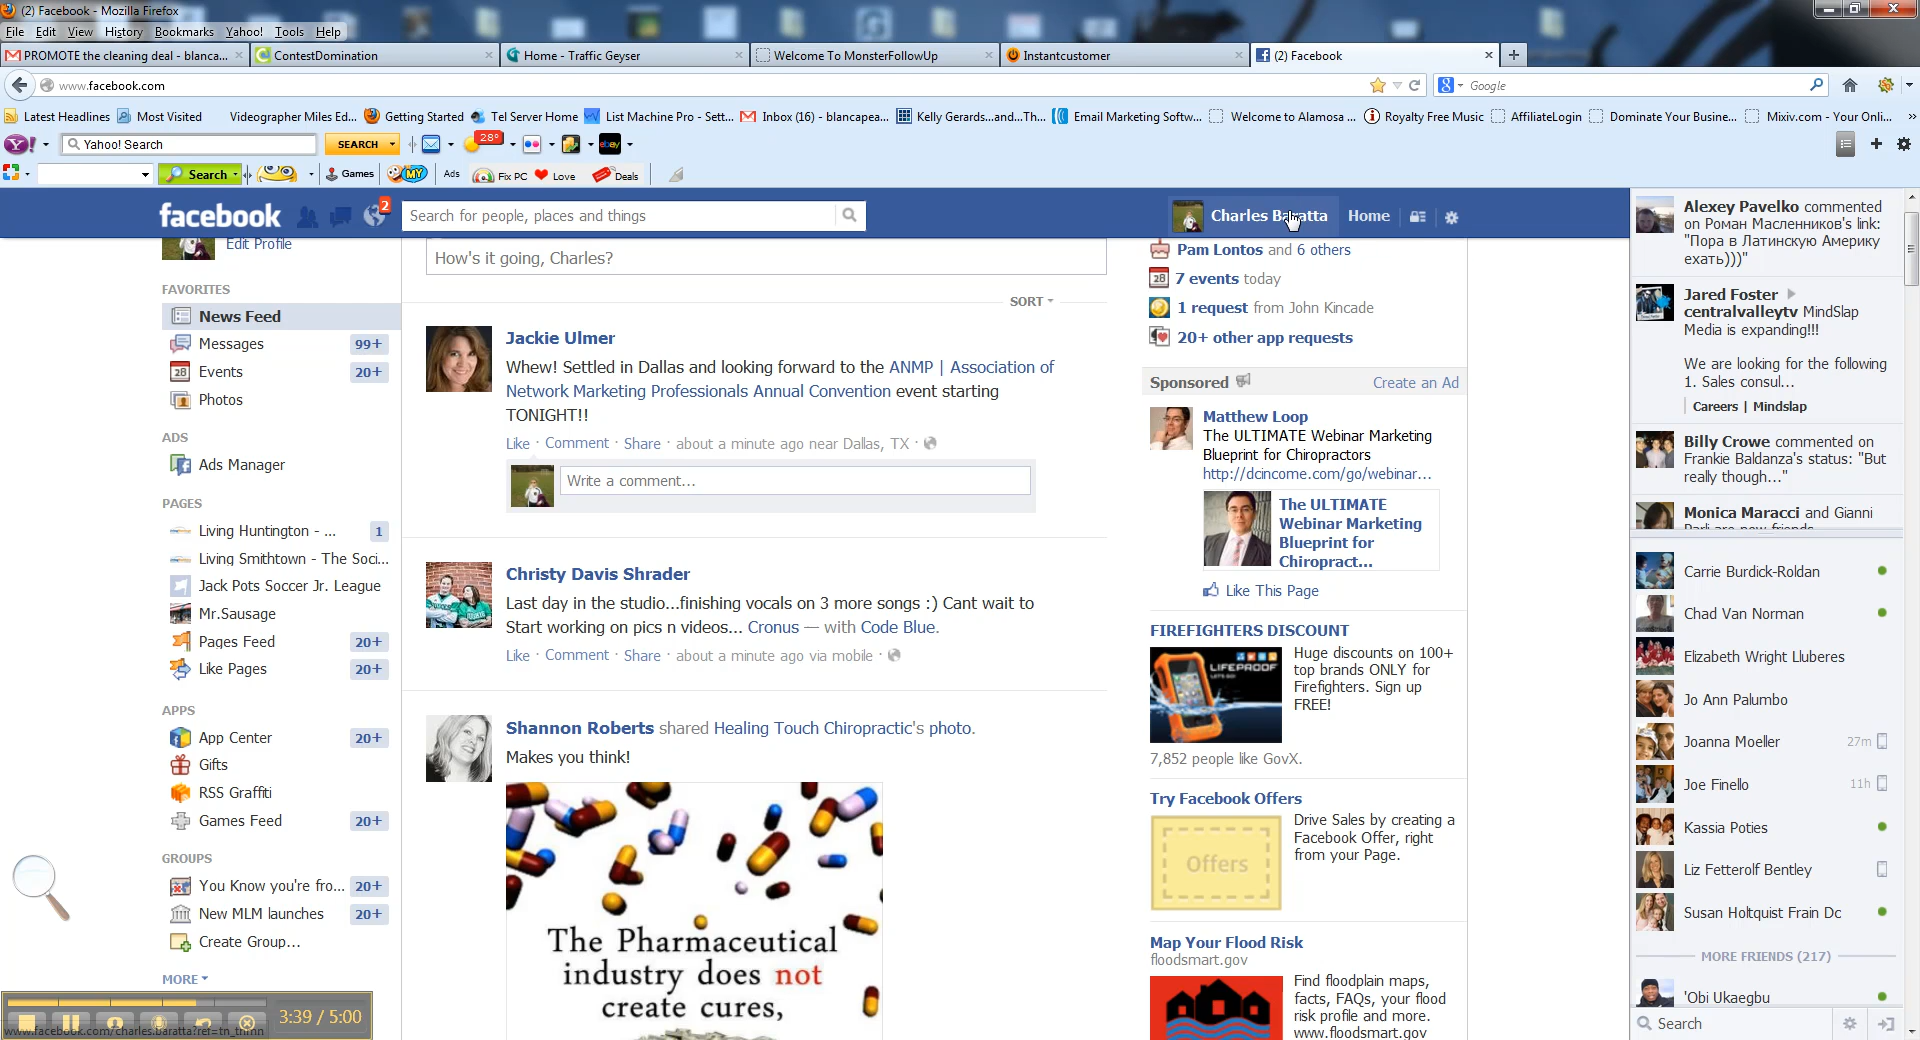 (2) Facebook - Mozilla Firefox
File Edit View History Bookmarks Yahoo! Tools Help
PROMOTE the cleaning deal - blanca...
ContestDomination
Home - Traffic Geyser
Welcome To MonsterFollowUp
Instantcustomer
(2) Facebook
www.facebook.com
Google
Latest Headlines
Most Visited
Videographer Miles Ed...
Getting Started
Tel Server Home
List Machine Pro - Sett...
Inbox (16) - blancapea...
Kelly Gerards...and...Th...
Email Marketing Softw...
Welcome to Alamosa ...
Royalty Free Music
AffiliateLogin
Dominate Your Busine...
Mixiv.com - Your Onli...
Yahoo! Search
SEARCH
28°
ebay
Search
Games
MY
Ads
Fix PC
Love
Deals
facebook
2
Search for people, places and things
Charles Baratta
Home
Edit Profile
FAVORITES
News Feed
Messages 99+
28 Events 20+
Photos
ADS
Ads Manager
PAGES
Living Huntington - ... 1
Living Smithtown - The Soci...
Jack Pots Soccer Jr. League
Mr.Sausage
Pages Feed 20+
Like Pages 20+
APPS
App Center 20+
Gifts
RSS Graffiti
Games Feed 20+
GROUPS
You Know you're fro... 20+
New MLM launches 20+
Create Group...
MORE
3:39 / 5:00
www.facebook.com/charles.baratta?ref=tn_tnmn
How's it going, Charles?
SORT
Jackie Ulmer
Whew! Settled in Dallas and looking forward to the ANMP | Association of
Network Marketing Professionals Annual Convention event starting
TONIGHT!!
Like · Comment · Share · about a minute ago near Dallas, TX ·
Write a comment...
Christy Davis Shrader
Last day in the studio...finishing vocals on 3 more songs :) Cant wait to
Start working on pics n videos... Cronus — with Code Blue.
Like · Comment · Share · about a minute ago via mobile ·
Shannon Roberts shared Healing Touch Chiropractic's photo.
Makes you think!
The Pharmaceutical
industry does not
create cures,
Pam Lontos and 6 others
28 7 events today
1 request from John Kincade
20+ other app requests
Sponsored
Create an Ad
Matthew Loop
The ULTIMATE Webinar Marketing
Blueprint for Chiropractors
http://dcincome.com/go/webinar...
The ULTIMATE
Webinar Marketing
Blueprint for
Chiropract...
Like This Page
FIREFIGHTERS DISCOUNT
LIFEPROOF
Huge discounts on 100+
top brands ONLY for
Firefighters. Sign up
FREE!
7,852 people like GovX.
Try Facebook Offers
Offers
Drive Sales by creating a
Facebook Offer, right
from your Page.
Map Your Flood Risk
floodsmart.gov
Find floodplain maps,
facts, FAQs, your flood
risk profile and more.
www.floodsmart.gov
Alexey Pavelko commented
on Роман Масленников's link:
"Пора в Латинскую Америку
ехать)))"
Jared Foster
centralvalleytv MindSlap
Media is expanding!!!
We are looking for the following
1. Sales consul...
Careers | Mindslap
Billy Crowe commented on
Frankie Baldanza's status: "But
really though..."
Monica Maracci and Gianni
Carrie Burdick-Roldan
Chad Van Norman
Elizabeth Wright Lluberes
Jo Ann Palumbo
Joanna Moeller 27m
Joe Finello 11h
Kassia Poties
Liz Fetterolf Bentley
Susan Holtquist Frain Dc
MORE FRIENDS (217)
'Obi Ukaegbu
Search